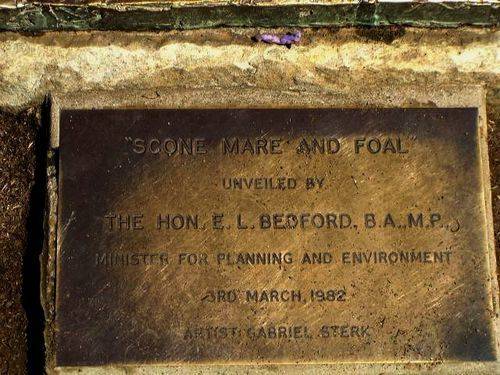 "SCONE MARE AND FOAL"
UNVEILED BY
THE HON. E. L. BEDFORD, B.A., M.P.,
MINISTER FOR PLANNING AND ENVIRONMENT
3RD MARCH, 1982
ARTIST: GABRIEL STERK